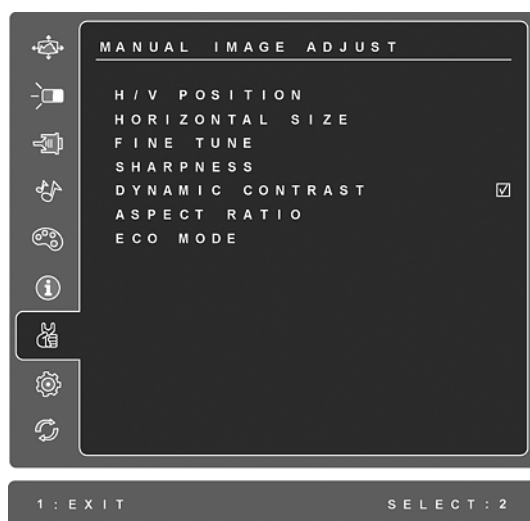 MANUAL IMAGE ADJUST
H/V POSITION
HORIZONTAL SIZE
FINE TUNE
SHARPNESS
DYNAMIC CONTRAST
ASPECT RATIO
ECO MODE
1:EXIT SELECT:2